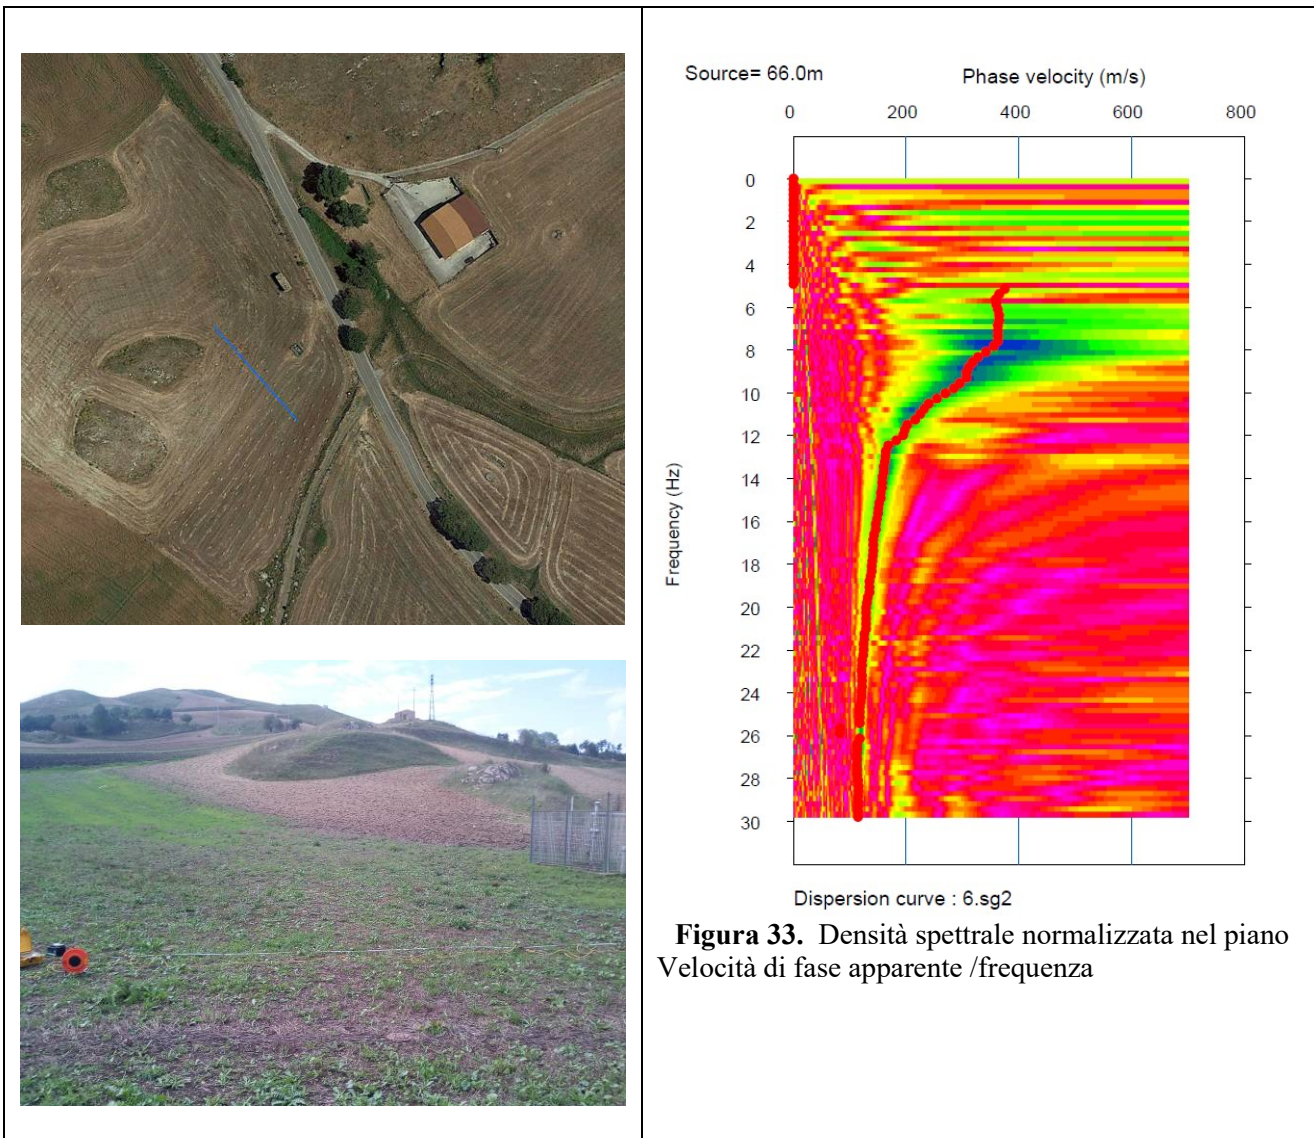 Source= 66.0m
Phase velocity (m/s)
0 200 400 600 800
0
2
4
6
8
10
12
14
16
18
20
22
24
26
28
30
Frequency (Hz)
Dispersion curve : 6.sg2
Figura 33. Densità spettrale normalizzata nel piano
Velocità di fase apparente /frequenza